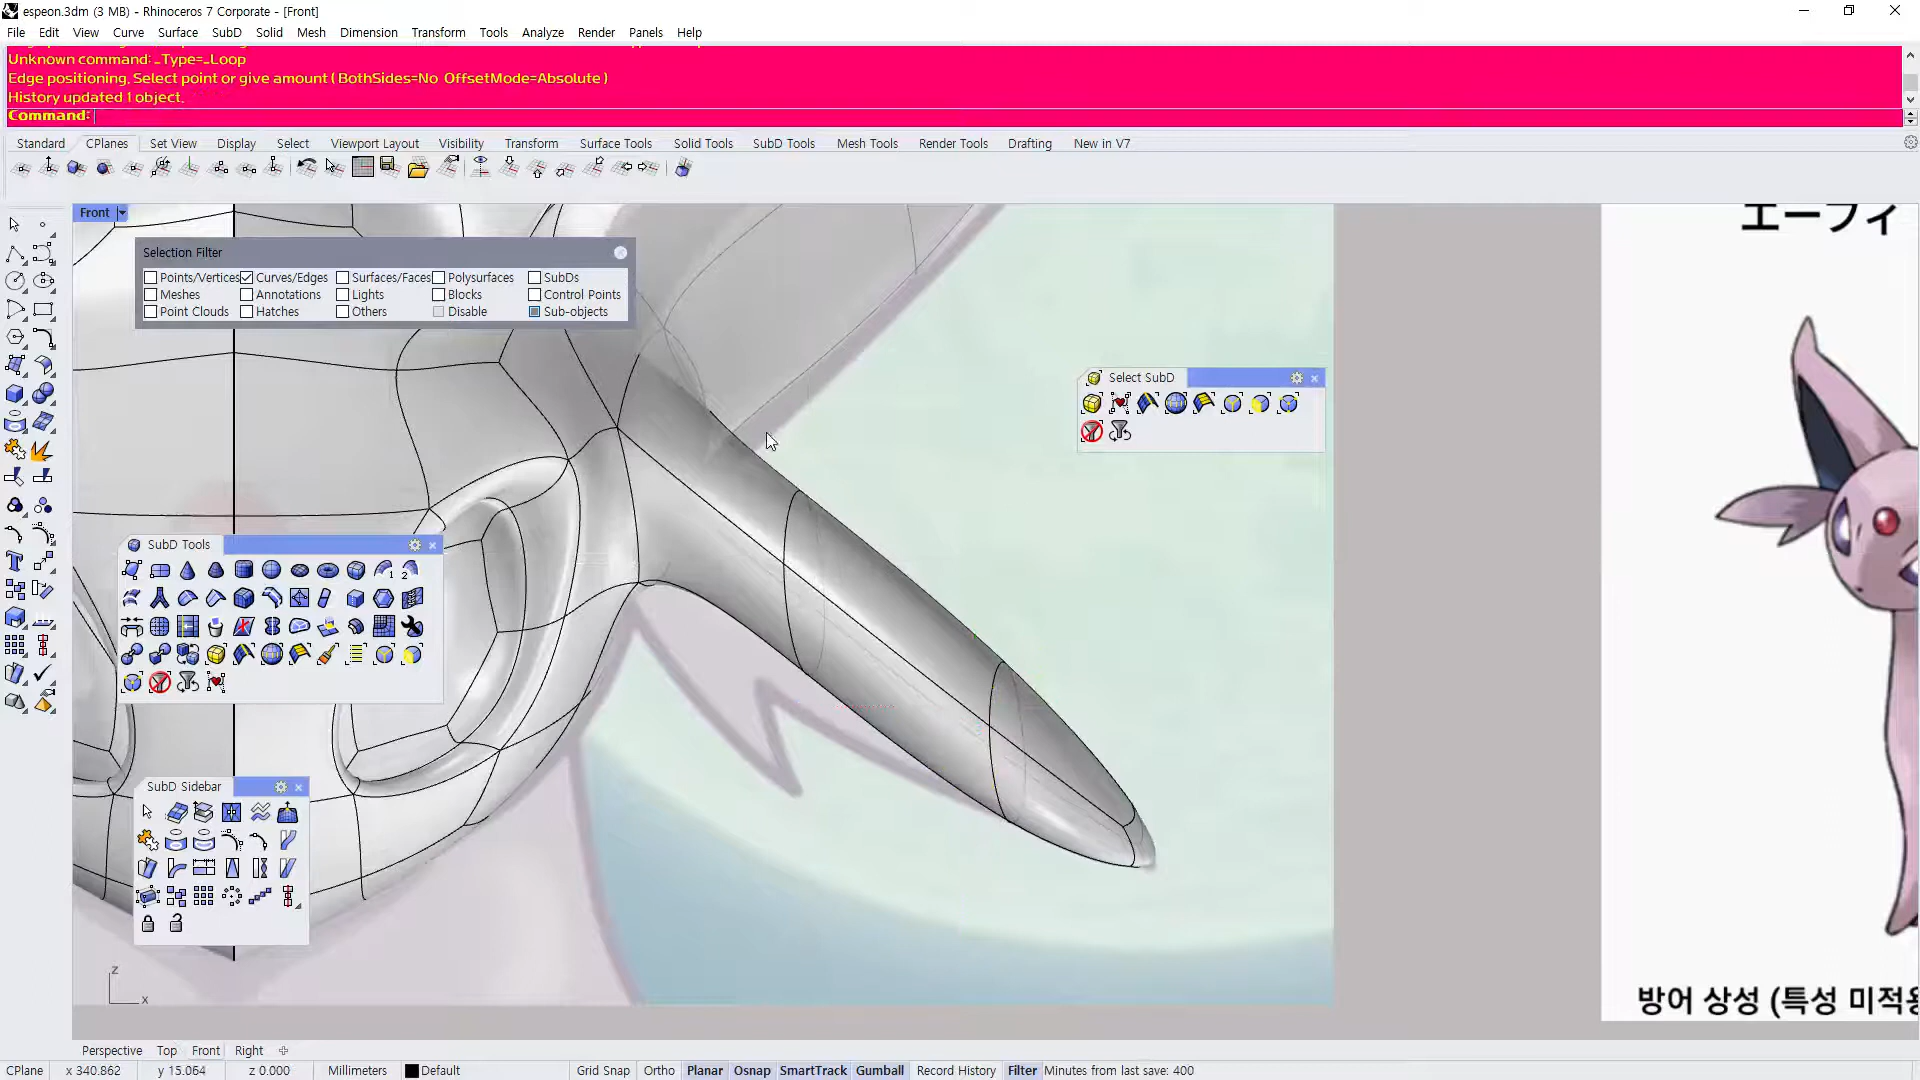 espeon.3dm (3 MB) - Rhinoceros 7 Corporate - [Front]
File Edit View Curve Surface SubD Solid Mesh Dimension Transform Tools Analyze Render Panels Help
Unknown command: _Type=_Loop
Edge positioning. Select point or give amount ( BothSides=No OffsetMode=Absolute )
History updated 1 object.
Command:
Standard CPlanes Set View Display Select Viewport Layout Visibility Transform Surface Tools Solid Tools SubD Tools Mesh Tools Render Tools Drafting New in V7
Front
エーフィ
Selection Filter
Points/Vertices Curves/Edges Surfaces/Faces Polysurfaces SubDs
Meshes Annotations Lights Blocks Control Points
Point Clouds Hatches Others Disable Sub-objects
Select SubD
SubD Tools
1 2
SubD Sidebar
z
x
방어 상성 (특성 미적용
Perspective Top Front Right
CPlane x 340.862 y 15.064 z 0.000 Millimeters Default Grid Snap Ortho Planar Osnap SmartTrack Gumball Record History Filter Minutes from last save: 400